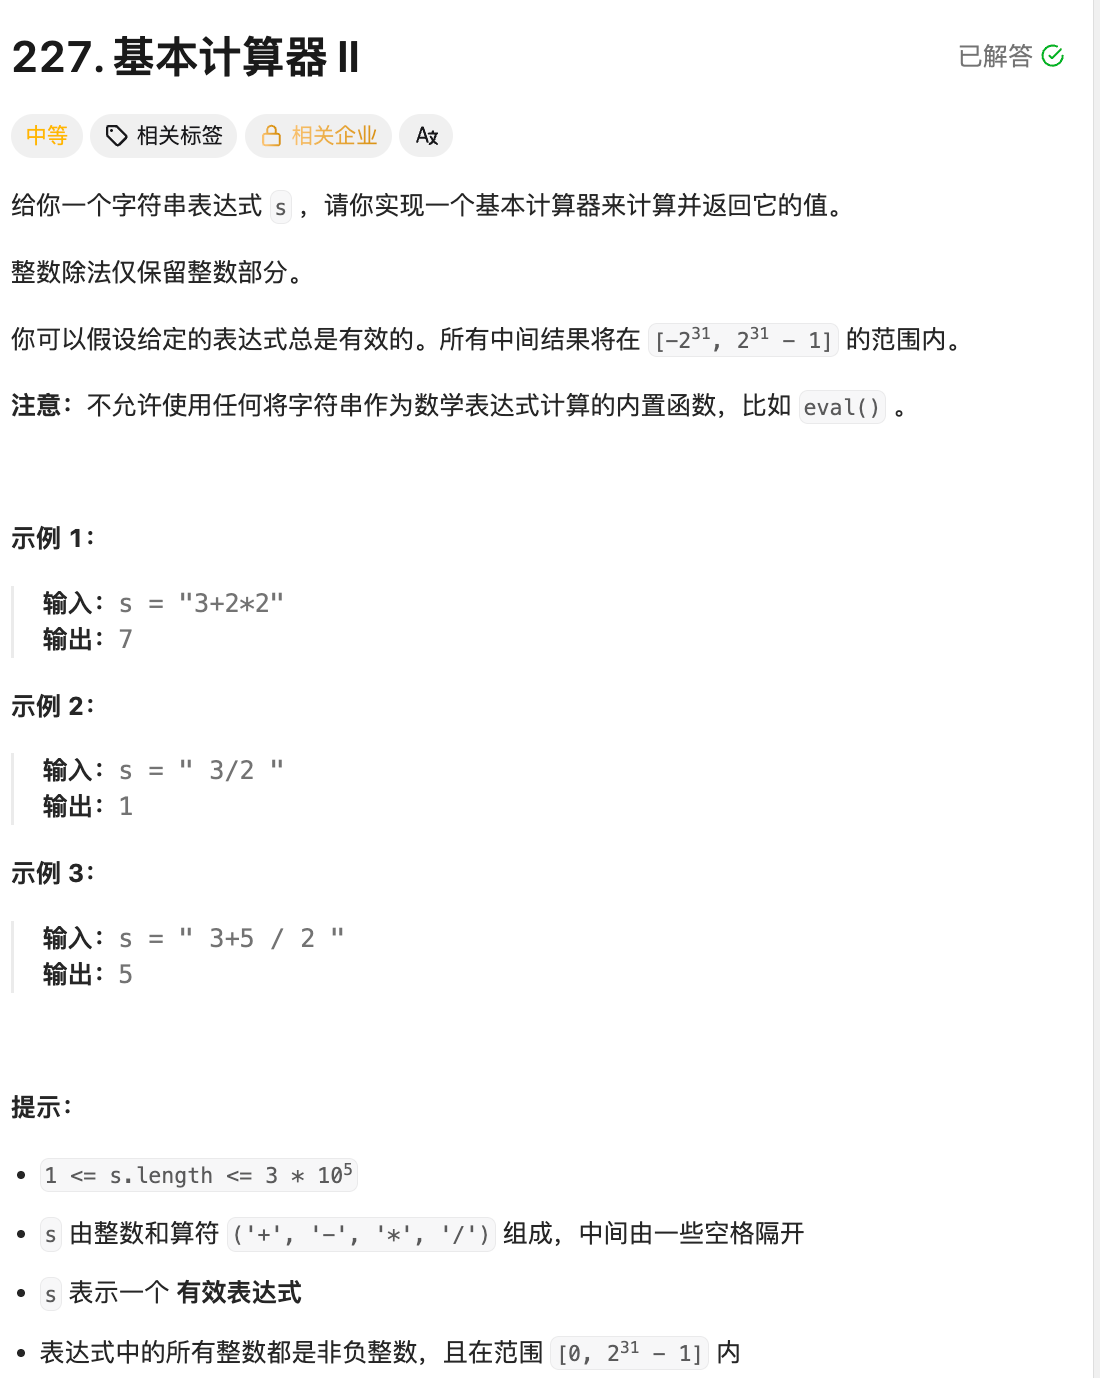 227. 基本计算器 II
已解答
中等
相关标签
相关企业
给你一个字符串表达式 s ，请你实现一个基本计算器来计算并返回它的值。
整数除法仅保留整数部分。
你可以假设给定的表达式总是有效的。所有中间结果将在 [-2³¹, 2³¹ - 1] 的范围内。
注意：不允许使用任何将字符串作为数学表达式计算的内置函数，比如 eval() 。
示例 1：
输入：s = "3+2*2"
输出：7
示例 2：
输入：s = " 3/2 "
输出：1
示例 3：
输入：s = " 3+5 / 2 "
输出：5
提示：
• 1 <= s.length <= 3 * 10⁵
• s 由整数和算符 ('+', '-', '*', '/') 组成，中间由一些空格隔开
• s 表示一个 有效表达式
• 表达式中的所有整数都是非负整数，且在范围 [0, 2³¹ - 1] 内